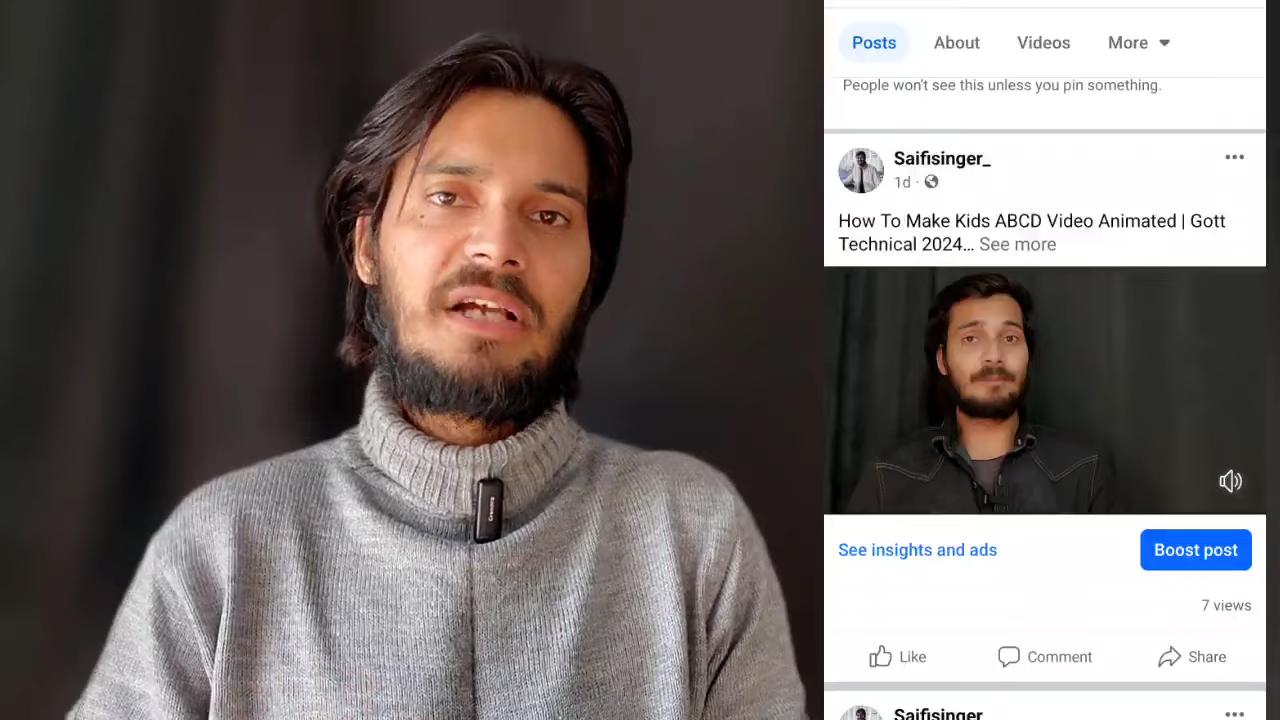 Posts About Videos More
People won't see this unless you pin something.
Saifisinger_
1d ·
How To Make Kids ABCD Video Animated | Gott
Technical 2024... See more
See insights and ads Boost post
7 views
Like Comment Share
Saifisinger